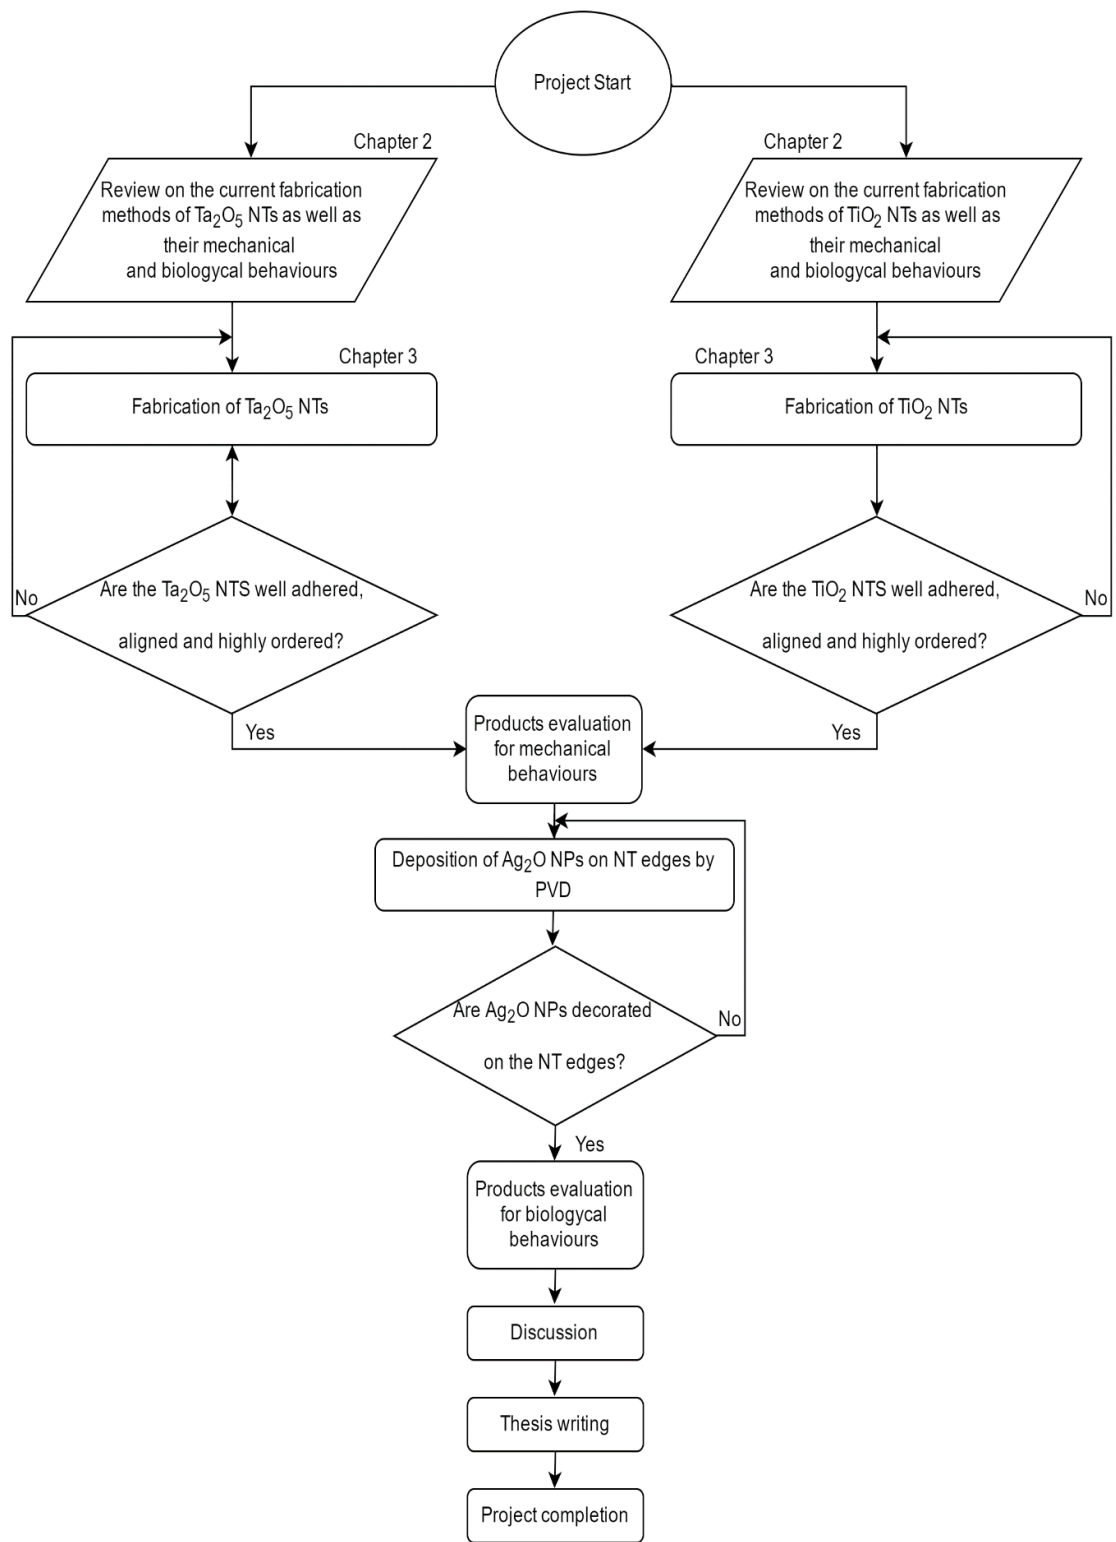 Project Start
Chapter 2
Review on the current fabrication
methods of Ta₂O₅ NTs as well as
their mechanical
and biologycal behaviours
Chapter 2
Review on the current fabrication
methods of TiO₂ NTs as well as
their mechanical
and biologycal behaviours
Chapter 3
Fabrication of Ta₂O₅ NTs
Chapter 3
Fabrication of TiO₂ NTs
Are the Ta₂O₅ NTS well adhered,
aligned and highly ordered?
No
Yes
Are the TiO₂ NTS well adhered,
aligned and highly ordered?
No
Yes
Products evaluation
for mechanical
behaviours
Deposition of Ag₂O NPs on NT edges by
PVD
Are Ag₂O NPs decorated
on the NT edges?
No
Yes
Products evaluation
for biologycal
behaviours
Discussion
Thesis writing
Project completion